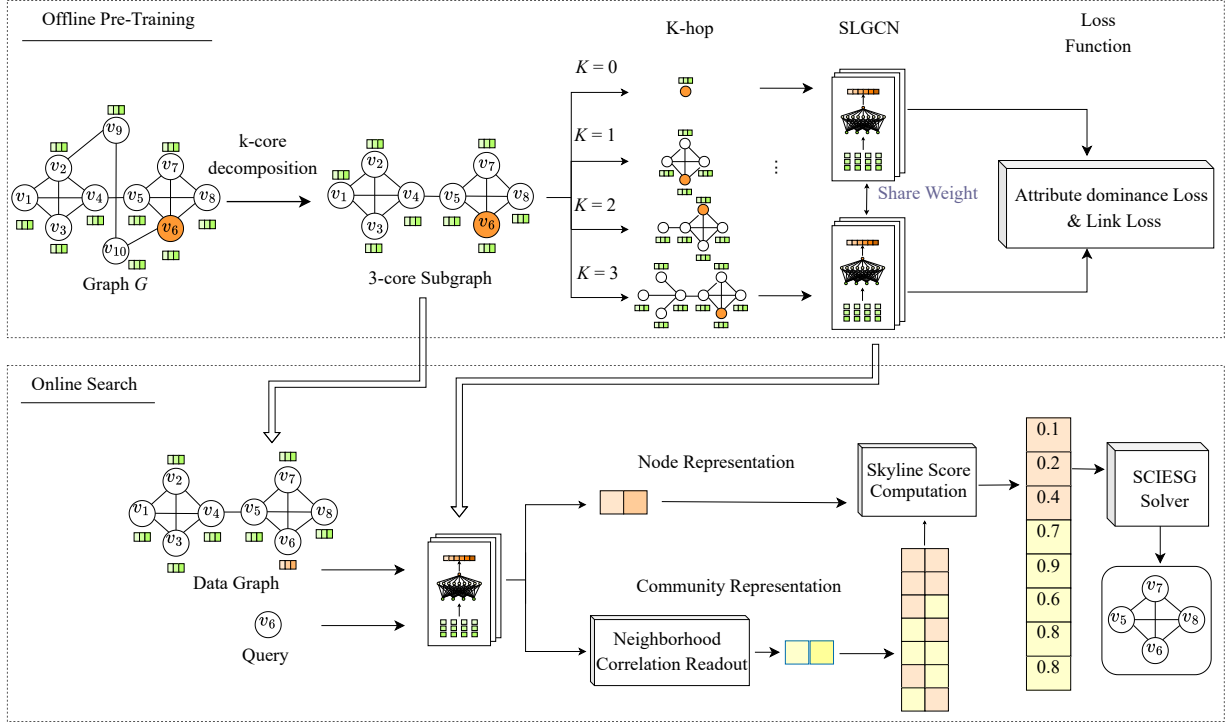 Offline Pre-Training
K-hop
SLGCN
Loss
Function
K = 0
K = 1
K = 2
K = 3
k-core
decomposition
v9
v2
v7
v1
v4
v5
v8
v3
v6
v10
Graph G
v2
v7
v1
v4
v5
v8
v3
v6
3-core Subgraph
⋮
Share Weight
Attribute dominance Loss
& Link Loss
Online Search
v2
v7
v1
v4
v5
v8
v3
v6
Data Graph
v6
Query
Node Representation
Community Representation
Neighborhood
Correlation Readout
Skyline Score
Computation
0.1
0.2
0.4
0.7
0.9
0.6
0.8
0.8
SCIESG
Solver
v7
v5
v8
v6